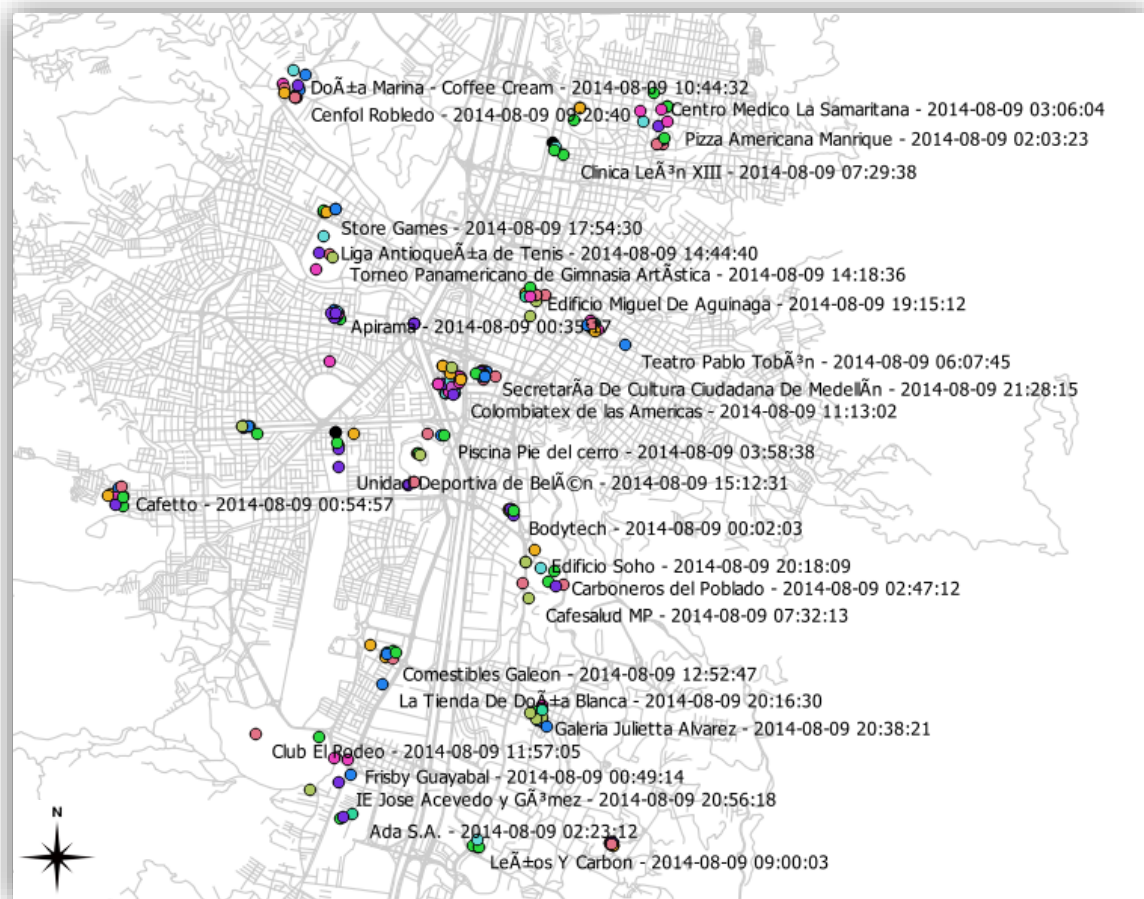 DoÃ±a Marina - Coffee Cream - 2014-08-09 10:44:32
Centro Medico La Samaritana - 2014-08-09 03:06:04
Cenfol Robledo - 2014-08-09 09:20:40
Pizza Americana Manrique - 2014-08-09 02:03:23
Clinica LeÃ³n XIII - 2014-08-09 07:29:38
Store Games - 2014-08-09 17:54:30
Liga AntioqueÃ±a de Tenis - 2014-08-09 14:44:40
Torneo Panamericano de Gimnasia ArtÃ­stica - 2014-08-09 14:18:36
Edificio Miguel De Aguinaga - 2014-08-09 19:15:12
Apirama - 2014-08-09 00:35:17
Teatro Pablo TobÃ³n - 2014-08-09 06:07:45
SecretarÃ­a De Cultura Ciudadana De MedellÃ­n - 2014-08-09 21:28:15
Colombiatex de las Americas - 2014-08-09 11:13:02
Piscina Pie del cerro - 2014-08-09 03:58:38
Unidad Deportiva de BelÃ©n - 2014-08-09 15:12:31
Cafetto - 2014-08-09 00:54:57
Bodytech - 2014-08-09 00:02:03
Edificio Soho - 2014-08-09 20:18:09
Carboneros del Poblado - 2014-08-09 02:47:12
Cafesalud MP - 2014-08-09 07:32:13
Comestibles Galeon - 2014-08-09 12:52:47
La Tienda De DoÃ±a Blanca - 2014-08-09 20:16:30
Galeria Julietta Alvarez - 2014-08-09 20:38:21
Club El Rodeo - 2014-08-09 11:57:05
Frisby Guayabal - 2014-08-09 00:49:14
IE Jose Acevedo y GÃ³mez - 2014-08-09 20:56:18
N
Ada S.A. - 2014-08-09 02:23:12
LeÃ±os Y Carbon - 2014-08-09 09:00:03